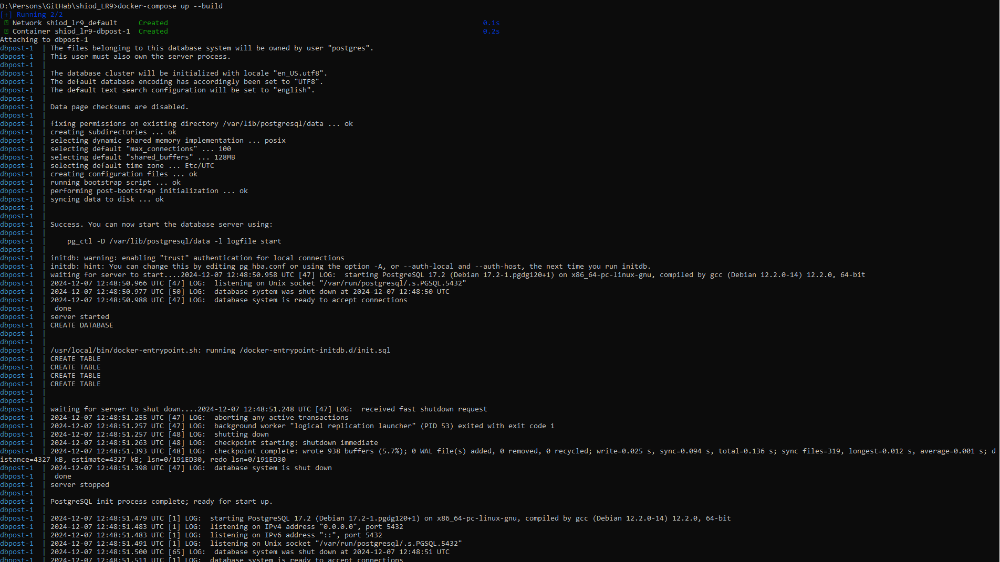 D:\Persons\GitHab\shiod_LR9>docker-compose up --build
[+] Running 2/2
Network shiod_lr9_default Created 0.1s
Container shiod_lr9-dbpost-1 Created 0.2s
Attaching to dbpost-1
dbpost-1 | The files belonging to this database system will be owned by user "postgres".
dbpost-1 | This user must also own the server process.
dbpost-1 |
dbpost-1 | The database cluster will be initialized with locale "en_US.utf8".
dbpost-1 | The default database encoding has accordingly been set to "UTF8".
dbpost-1 | The default text search configuration will be set to "english".
dbpost-1 |
dbpost-1 | Data page checksums are disabled.
dbpost-1 |
dbpost-1 | fixing permissions on existing directory /var/lib/postgresql/data ... ok
dbpost-1 | creating subdirectories ... ok
dbpost-1 | selecting dynamic shared memory implementation ... posix
dbpost-1 | selecting default "max_connections" ... 100
dbpost-1 | selecting default "shared_buffers" ... 128MB
dbpost-1 | selecting default time zone ... Etc/UTC
dbpost-1 | creating configuration files ... ok
dbpost-1 | running bootstrap script ... ok
dbpost-1 | performing post-bootstrap initialization ... ok
dbpost-1 | syncing data to disk ... ok
dbpost-1 |
dbpost-1 |
dbpost-1 | Success. You can now start the database server using:
dbpost-1 |
dbpost-1 |     pg_ctl -D /var/lib/postgresql/data -l logfile start
dbpost-1 |
dbpost-1 | initdb: warning: enabling "trust" authentication for local connections
dbpost-1 | initdb: hint: You can change this by editing pg_hba.conf or using the option -A, or --auth-local and --auth-host, the next time you run initdb.
dbpost-1 | waiting for server to start....2024-12-07 12:48:50.958 UTC [47] LOG:  starting PostgreSQL 17.2 (Debian 17.2-1.pgdg120+1) on x86_64-pc-linux-gnu, compiled by gcc (Debian 12.2.0-14) 12.2.0, 64-bit
dbpost-1 | 2024-12-07 12:48:50.966 UTC [47] LOG:  listening on Unix socket "/var/run/postgresql/.s.PGSQL.5432"
dbpost-1 | 2024-12-07 12:48:50.977 UTC [50] LOG:  database system was shut down at 2024-12-07 12:48:50 UTC
dbpost-1 | 2024-12-07 12:48:50.988 UTC [47] LOG:  database system is ready to accept connections
dbpost-1 |  done
dbpost-1 | server started
dbpost-1 | CREATE DATABASE
dbpost-1 |
dbpost-1 |
dbpost-1 | /usr/local/bin/docker-entrypoint.sh: running /docker-entrypoint-initdb.d/init.sql
dbpost-1 | CREATE TABLE
dbpost-1 | CREATE TABLE
dbpost-1 | CREATE TABLE
dbpost-1 | CREATE TABLE
dbpost-1 |
dbpost-1 |
dbpost-1 | waiting for server to shut down....2024-12-07 12:48:51.248 UTC [47] LOG:  received fast shutdown request
dbpost-1 | 2024-12-07 12:48:51.255 UTC [47] LOG:  aborting any active transactions
dbpost-1 | 2024-12-07 12:48:51.257 UTC [47] LOG:  background worker "logical replication launcher" (PID 53) exited with exit code 1
dbpost-1 | 2024-12-07 12:48:51.257 UTC [48] LOG:  shutting down
dbpost-1 | 2024-12-07 12:48:51.263 UTC [48] LOG:  checkpoint starting: shutdown immediate
dbpost-1 | 2024-12-07 12:48:51.393 UTC [48] LOG:  checkpoint complete: wrote 938 buffers (5.7%); 0 WAL file(s) added, 0 removed, 0 recycled; write=0.025 s, sync=0.094 s, total=0.136 s; sync files=319, longest=0.012 s, average=0.001 s; d
istance=4327 kB, estimate=4327 kB; lsn=0/191ED30, redo lsn=0/191ED30
dbpost-1 | 2024-12-07 12:48:51.398 UTC [47] LOG:  database system is shut down
dbpost-1 |  done
dbpost-1 | server stopped
dbpost-1 |
dbpost-1 | PostgreSQL init process complete; ready for start up.
dbpost-1 |
dbpost-1 | 2024-12-07 12:48:51.479 UTC [1] LOG:  starting PostgreSQL 17.2 (Debian 17.2-1.pgdg120+1) on x86_64-pc-linux-gnu, compiled by gcc (Debian 12.2.0-14) 12.2.0, 64-bit
dbpost-1 | 2024-12-07 12:48:51.483 UTC [1] LOG:  listening on IPv4 address "0.0.0.0", port 5432
dbpost-1 | 2024-12-07 12:48:51.483 UTC [1] LOG:  listening on IPv6 address "::", port 5432
dbpost-1 | 2024-12-07 12:48:51.491 UTC [1] LOG:  listening on Unix socket "/var/run/postgresql/.s.PGSQL.5432"
dbpost-1 | 2024-12-07 12:48:51.500 UTC [65] LOG:  database system was shut down at 2024-12-07 12:48:51 UTC
dbpost-1 | 2024-12-07 12:48:51.511 UTC [1] LOG:  database system is ready to accept connections